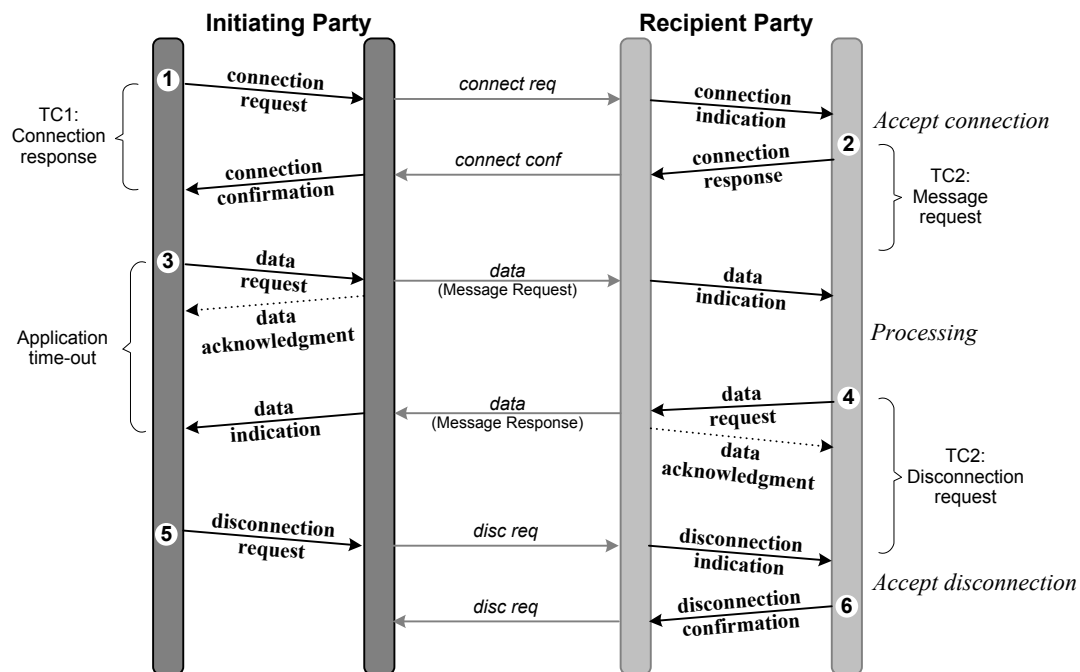 Initiating Party
Recipient Party
1
connection
request
connect req
connection
indication
Accept connection
TC1:
Connection
response
2
connection
response
connect conf
connection
confirmation
TC2:
Message
request
3
data
request
data
(Message Request)
data
indication
data
acknowledgment
Application
time-out
Processing
4
data
request
data
(Message Response)
data
indication
data
acknowledgment
TC2:
Disconnection
request
5
disconnection
request
disc req
disconnection
indication
Accept disconnection
6
disconnection
confirmation
disc req